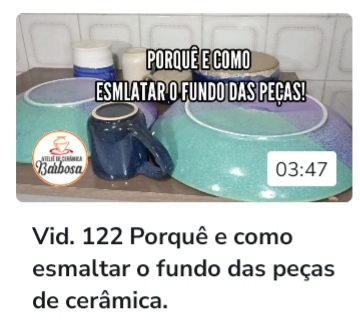 PORQUÊ E COMO
ESMLATAR O FUNDO DAS PEÇAS!
ATELIÊ DE CERÂMICA
Barbosa
03:47
Vid. 122 Porquê e como
esmaltar o fundo das peças
de cerâmica.